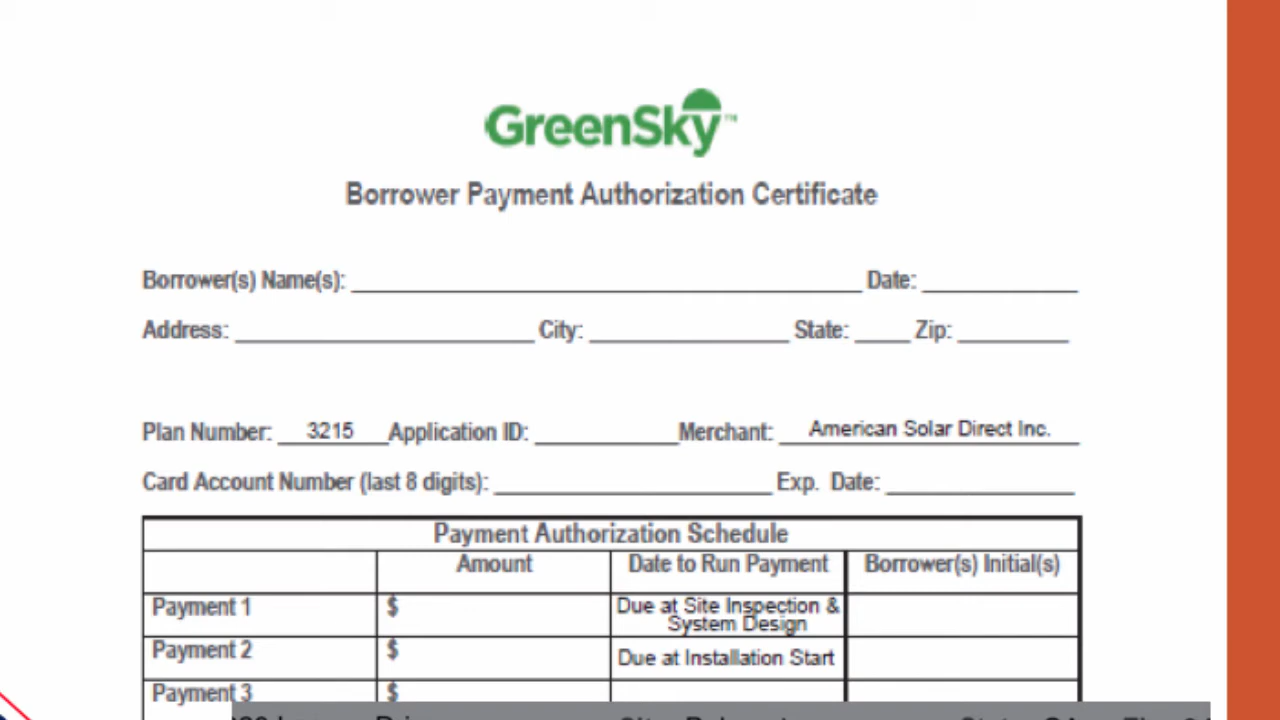 GreenSky™
Borrower Payment Authorization Certificate
Borrower(s) Name(s): Date:
Address: City: State: Zip:
Plan Number: 3215 Application ID: Merchant: American Solar Direct Inc.
Card Account Number (last 8 digits): Exp. Date:
Payment Authorization Schedule
Amount Date to Run Payment Borrower(s) Initial(s)
Payment 1 $ Due at Site Inspection &
System Design
Payment 2 $ Due at Installation Start
Payment 3 $